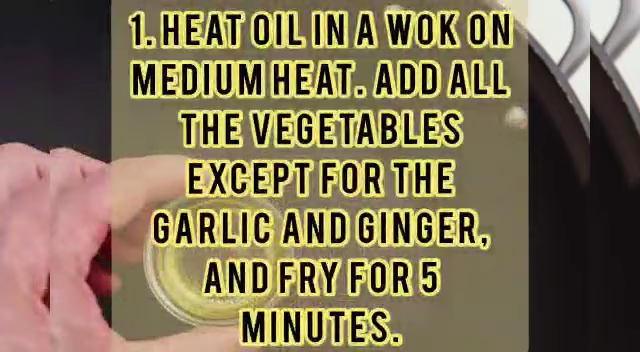 1. HEAT OIL IN A WOK ON
MEDIUM HEAT. ADD ALL
THE VEGETABLES
EXCEPT FOR THE
GARLIC AND GINGER,
AND FRY FOR 5
MINUTES.